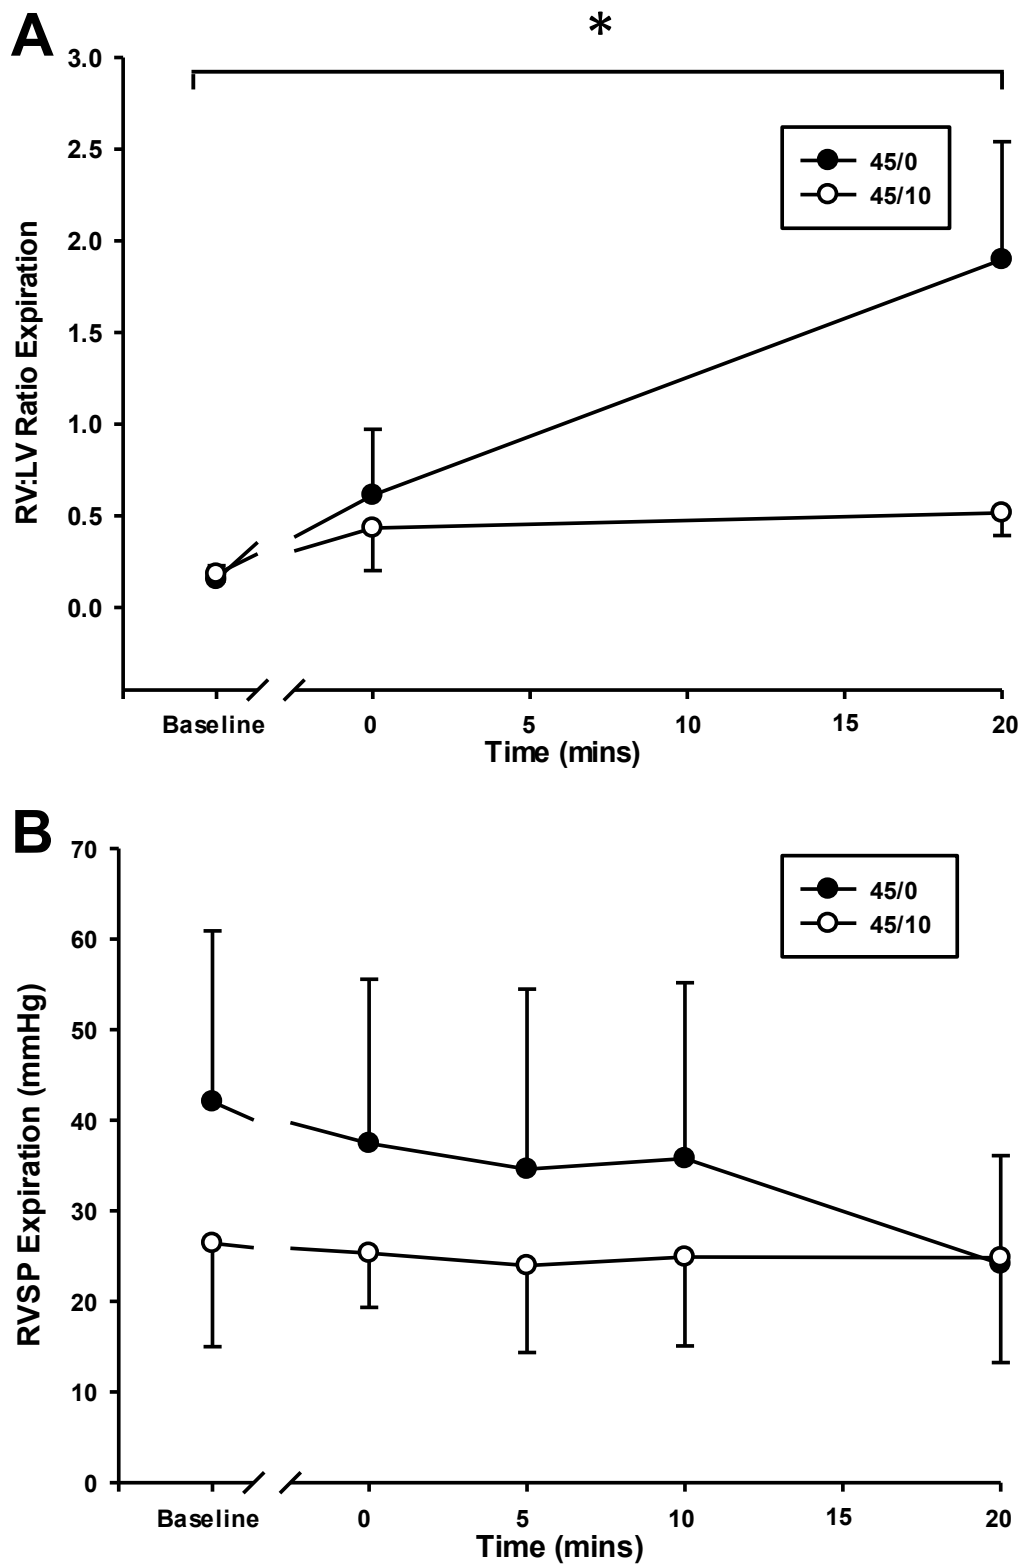 A
*
3.0
2.5
2.0
1.5
1.0
0.5
0.0
RV:LV Ratio Expiration
45/0
45/10
Baseline 0 5 10 15 20
Time (mins)
B
70
60
50
40
30
20
10
0
RVSP Expiration (mmHg)
45/0
45/10
Baseline 0 5 10 15 20
Time (mins)